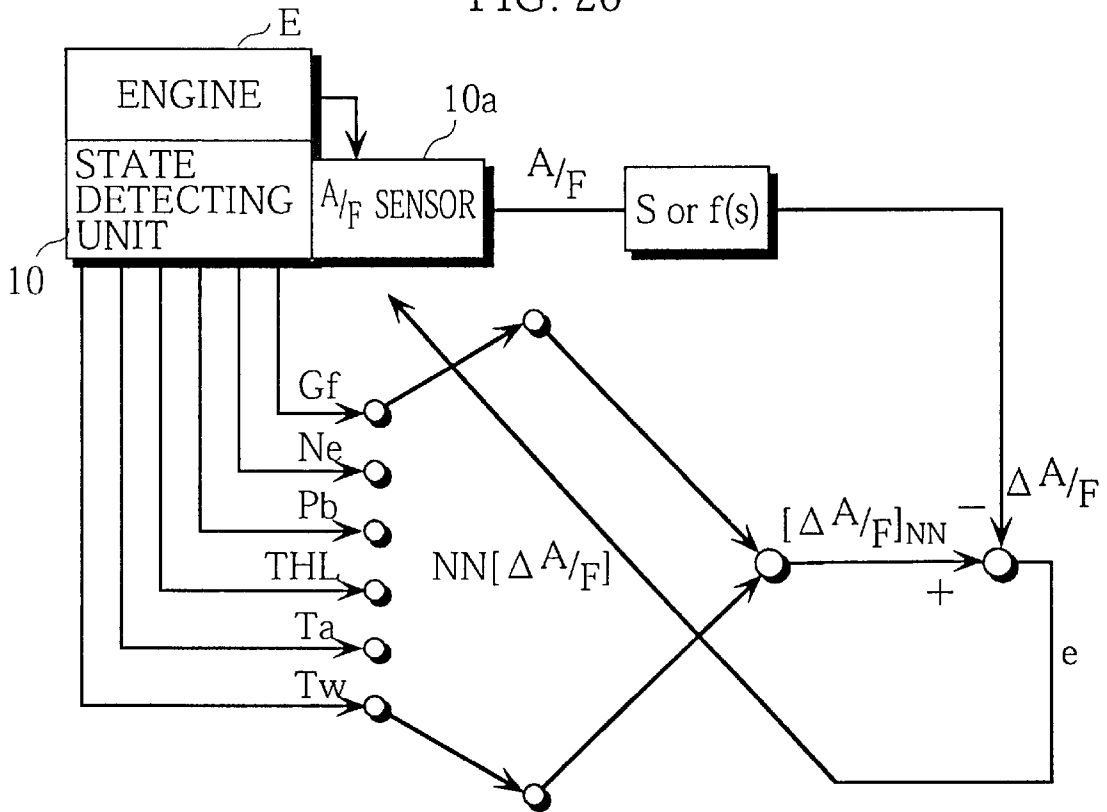 FIG. 20
E
ENGINE
10a
STATE
DETECTING
UNIT
A/F SENSOR
A/F
S or f(s)
10
Gf
Ne
Pb
THL
Ta
Tw
NN[ΔA/F]
[ΔA/F]NN
−
ΔA/F
+
e